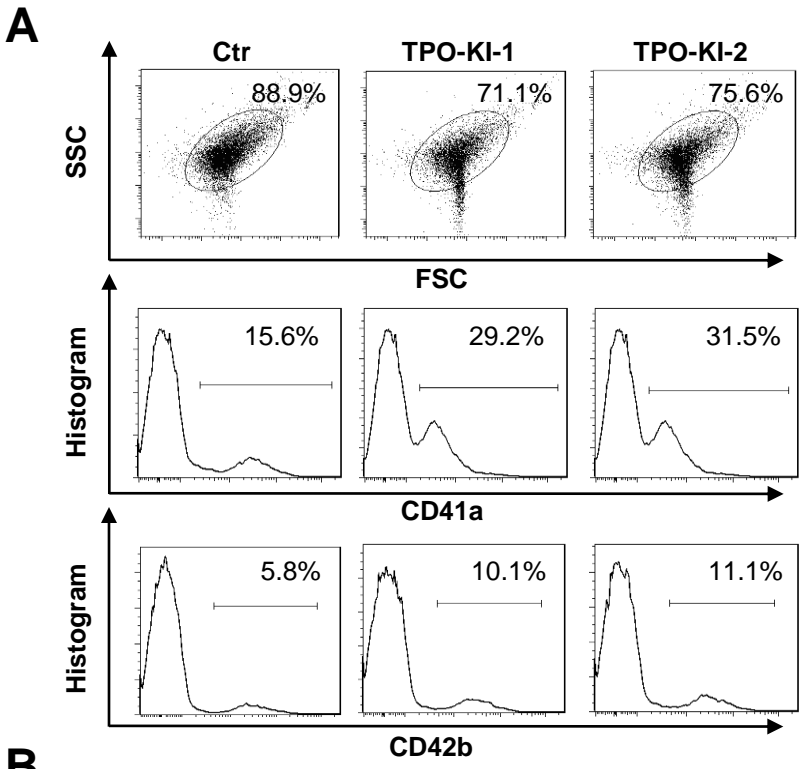 A
Ctr TPO-KI-1 TPO-KI-2
SSC
88.9% 71.1% 75.6%
FSC
Histogram
15.6% 29.2% 31.5%
CD41a
Histogram
5.8% 10.1% 11.1%
CD42b
B